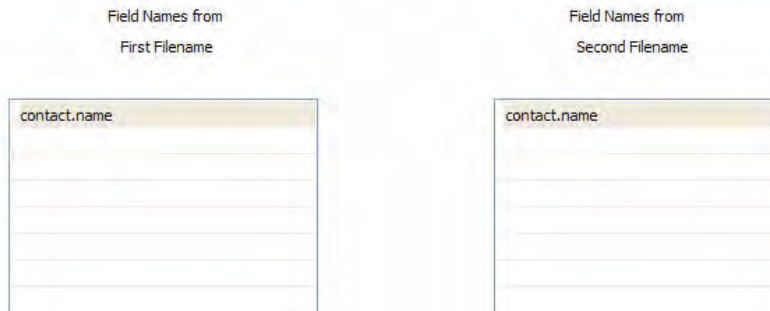 Field Names from
First Filename
contact.name
Field Names from
Second Filename
contact.name